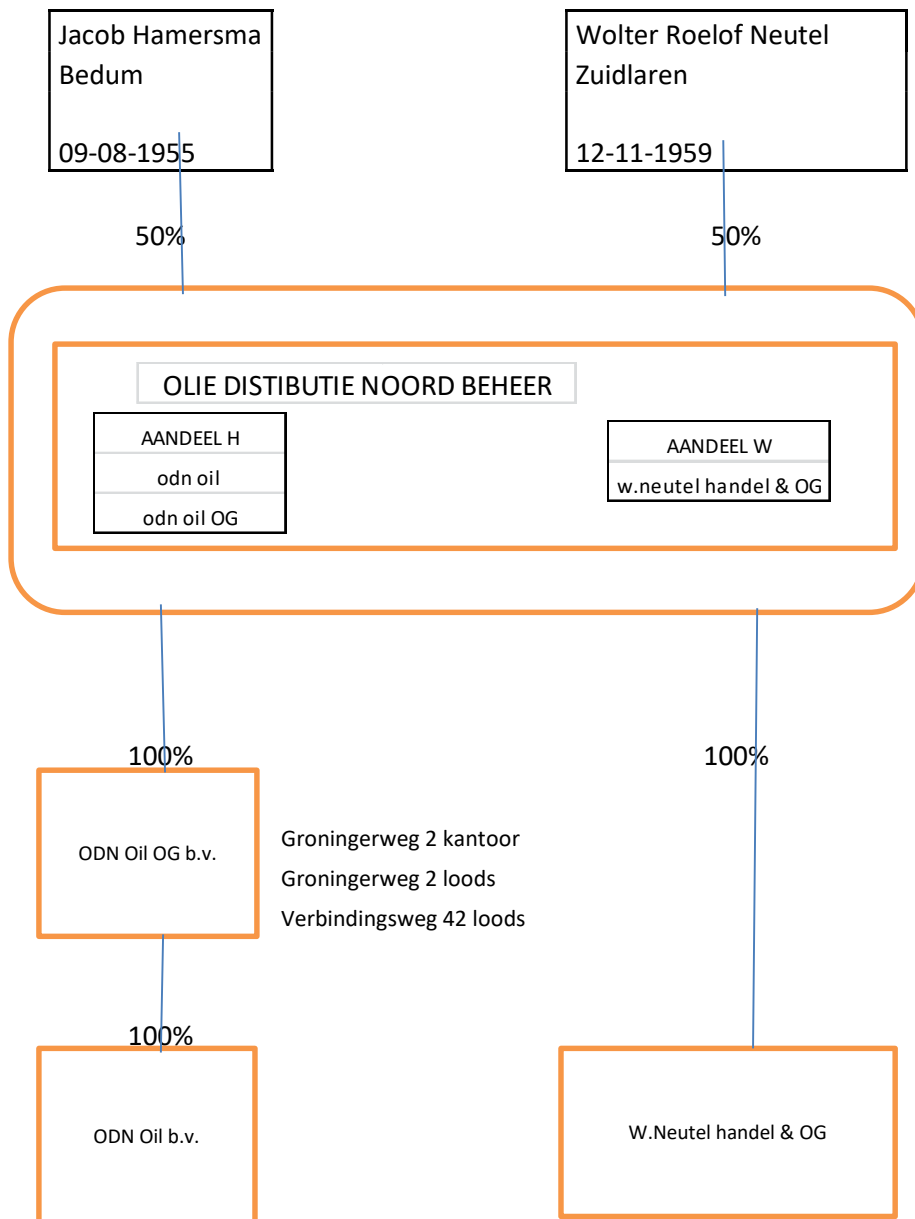 Jacob Hamersma
Bedum
09-08-1955
Wolter Roelof Neutel
Zuidlaren
12-11-1959
50%
50%
OLIE DISTIBUTIE NOORD BEHEER
AANDEEL H
odn oil
odn oil OG
AANDEEL W
w.neutel handel & OG
100%
100%
ODN Oil OG b.v.
Groningerweg 2 kantoor
Groningerweg 2 loods
Verbindingsweg 42 loods
100%
ODN Oil b.v.
W.Neutel handel & OG